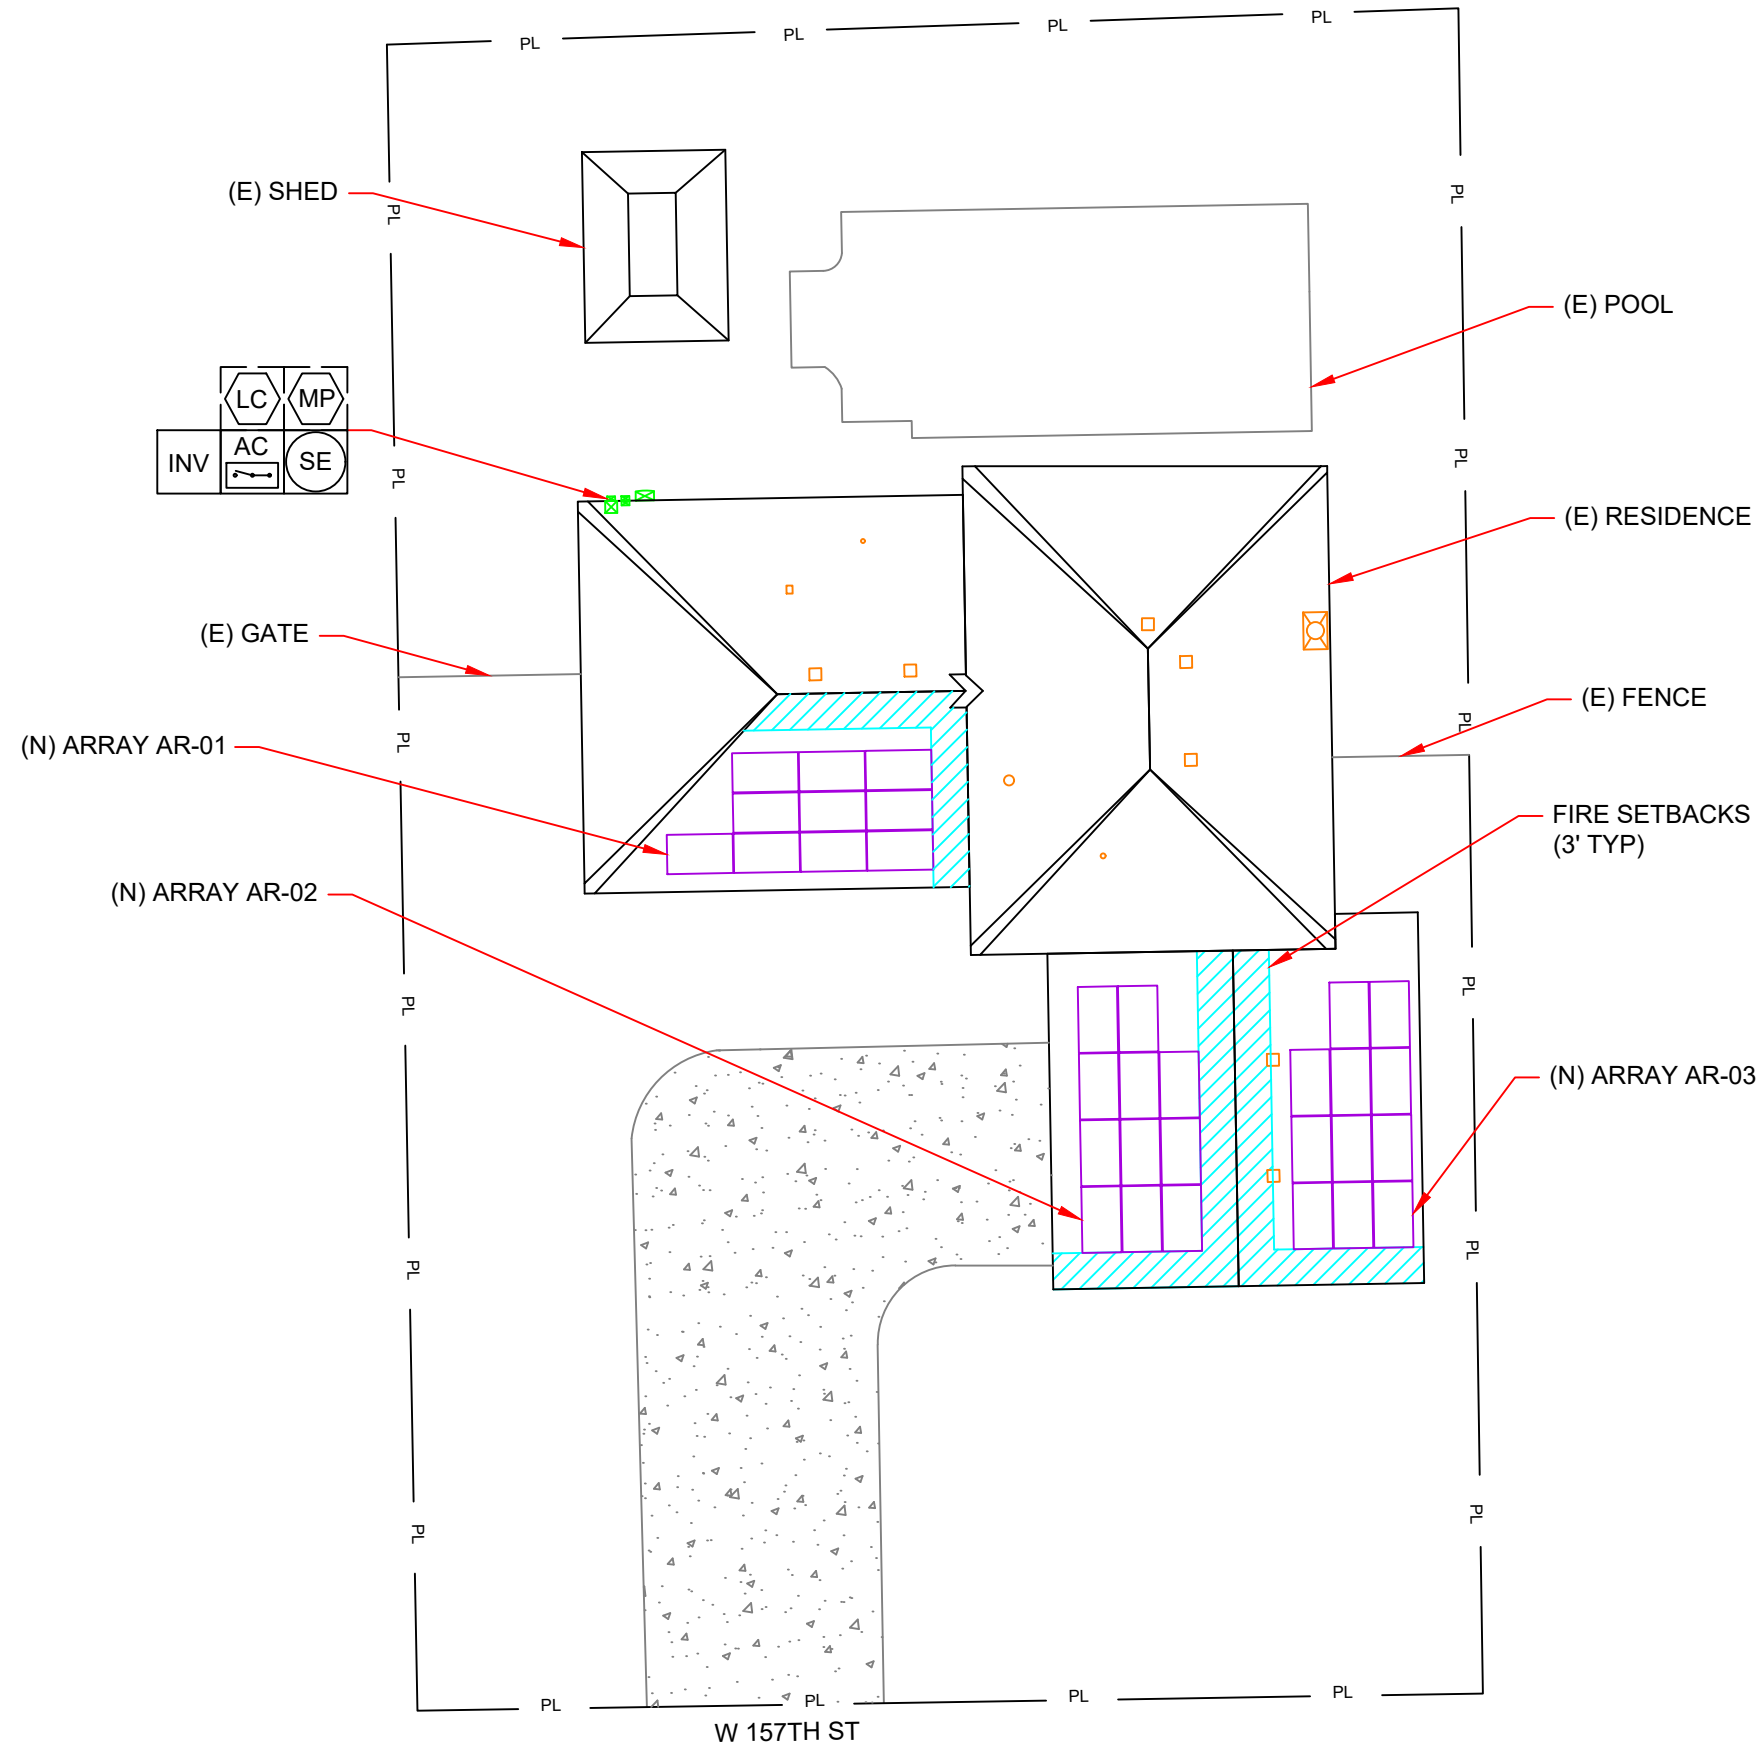 PL PL PL PL
(E) SHED
PL
PL
(E) POOL
LC MP
INV AC SE
PL
PL
(E) RESIDENCE
(E) GATE
(E) FENCE
PL
PL
(N) ARRAY AR-01
FIRE SETBACKS
(3' TYP)
(N) ARRAY AR-02
PL
PL
(N) ARRAY AR-03
PL
PL
PL
PL
PL PL PL PL
W 157TH ST